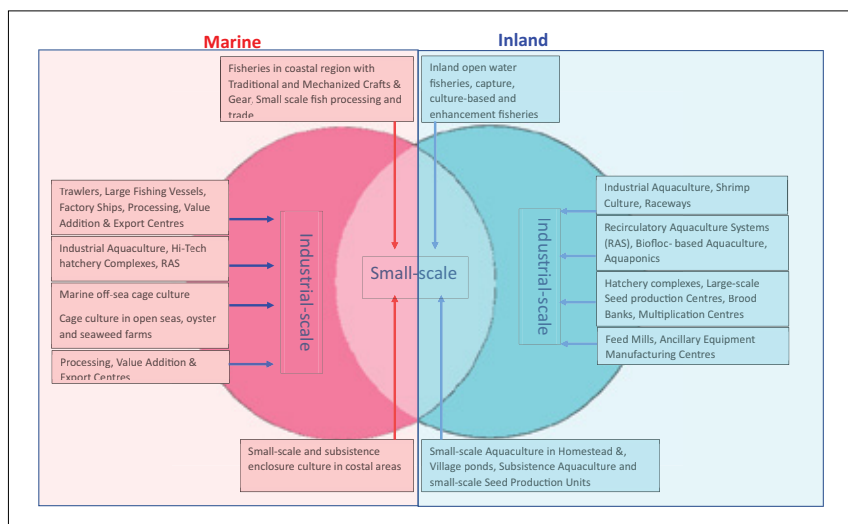 Marine
Inland
Fisheries in coastal region with
Traditional and Mechanized Crafts &
Gear, Small scale fish processing and
trade
Inland open water
fisheries, capture,
culture-based and
enhancement fisheries
Trawlers, Large Fishing Vessels,
Factory Ships, Processing, Value
Addition & Export Centres
Industrial Aquaculture, Hi-Tech
hatchery Complexes, RAS
Marine off-sea cage culture
Cage culture in open seas, oyster
and seaweed farms
Processing, Value Addition &
Export Centres
Industrial-scale
Small-scale
Industrial-scale
Industrial Aquaculture, Shrimp
Culture, Raceways
Recirculatory Aquaculture Systems
(RAS), Biofloc- based Aquaculture,
Aquaponics
Hatchery complexes, Large-scale
Seed production Centres, Brood
Banks, Multiplication Centres
Feed Mills, Ancillary Equipment
Manufacturing Centres
Small-scale and subsistence
enclosure culture in costal areas
Small-scale Aquaculture in Homestead &,
Village ponds, Subsistence Aquaculture and
small-scale Seed Production Units